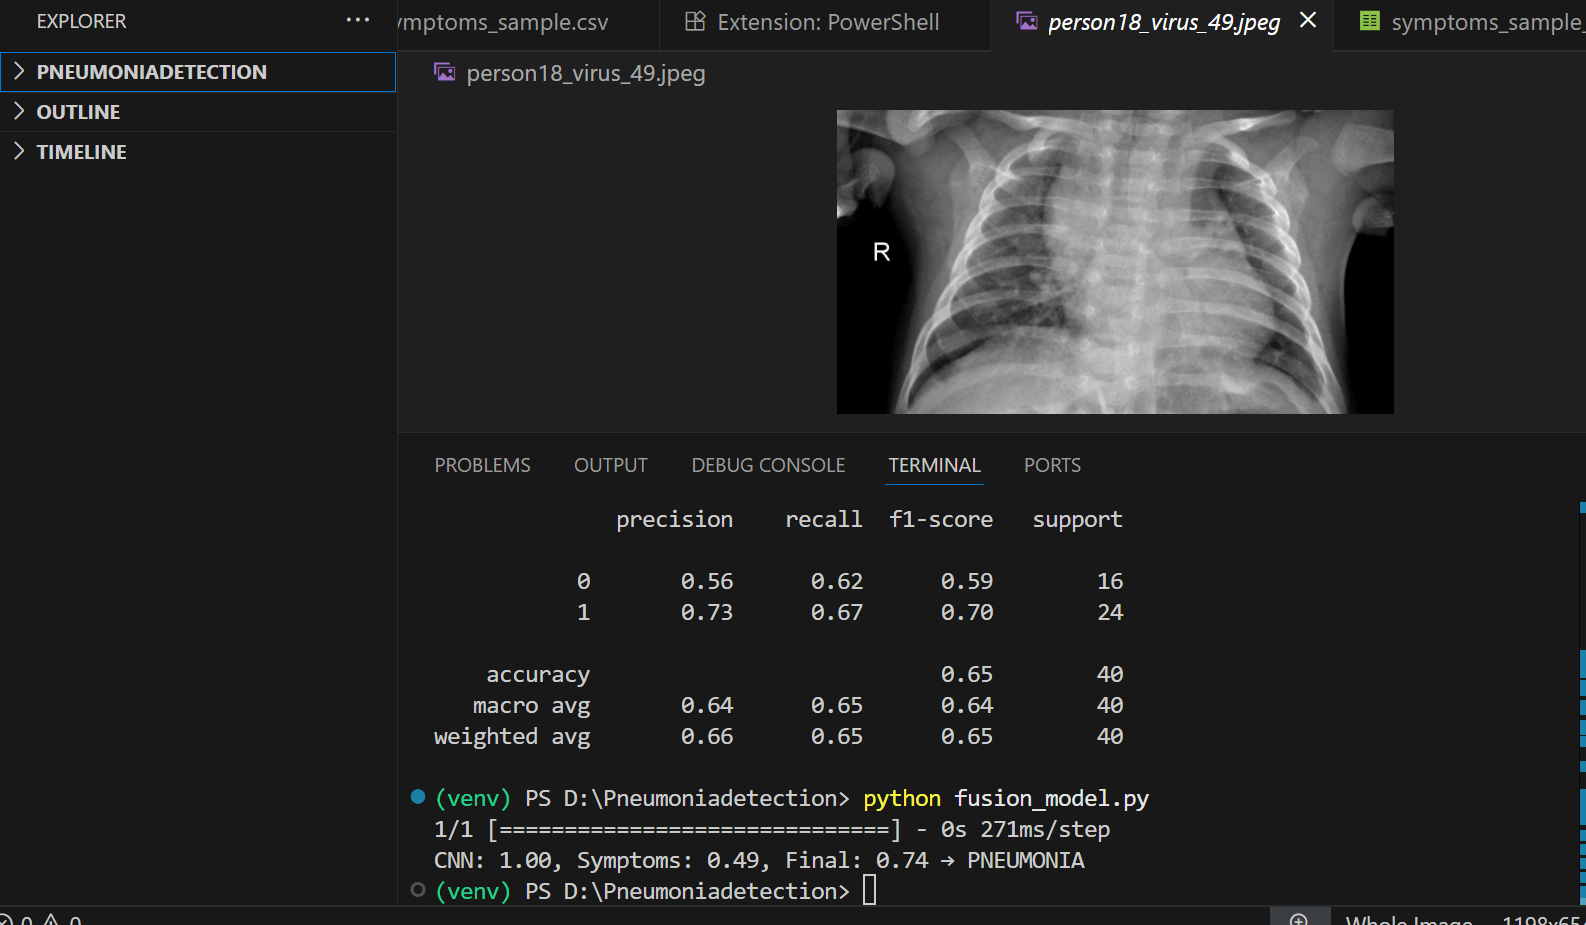 EXPLORER ···
PNEUMONIADETECTION
OUTLINE
TIMELINE
ymptoms_sample.csv Extension: PowerShell person18_virus_49.jpeg symptoms_sample_
person18_virus_49.jpeg
R
PROBLEMS OUTPUT DEBUG CONSOLE TERMINAL PORTS
precision recall f1-score support
0 0.56 0.62 0.59 16
1 0.73 0.67 0.70 24
accuracy 0.65 40
macro avg 0.64 0.65 0.64 40
weighted avg 0.66 0.65 0.65 40
(venv) PS D:\Pneumoniadetection> python fusion_model.py
1/1 [==============================] - 0s 271ms/step
CNN: 1.00, Symptoms: 0.49, Final: 0.74 → PNEUMONIA
(venv) PS D:\Pneumoniadetection>
0 0 Whole Image